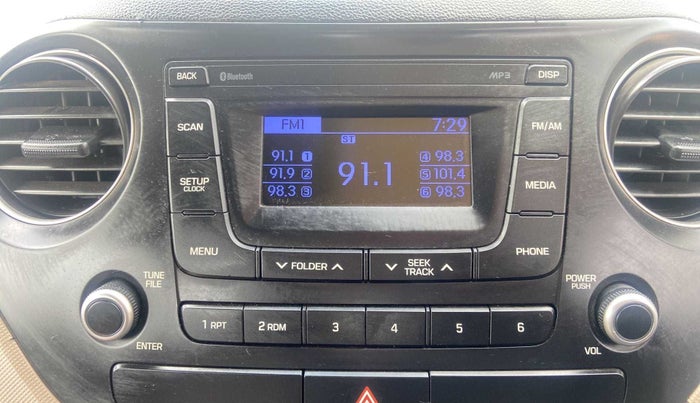 BACK Bluetooth MP3 DISP
SCAN FM1 7:29 FM/AM
ST
91.1 1 91.1 4 98.3
91.9 2 5 101.4
98.3 3 6 98.3
SETUP MEDIA
CLOCK
MENU PHONE
FOLDER SEEK
TRACK
TUNE POWER
FILE PUSH
1 RPT 2 RDM 3 4 5 6
ENTER VOL